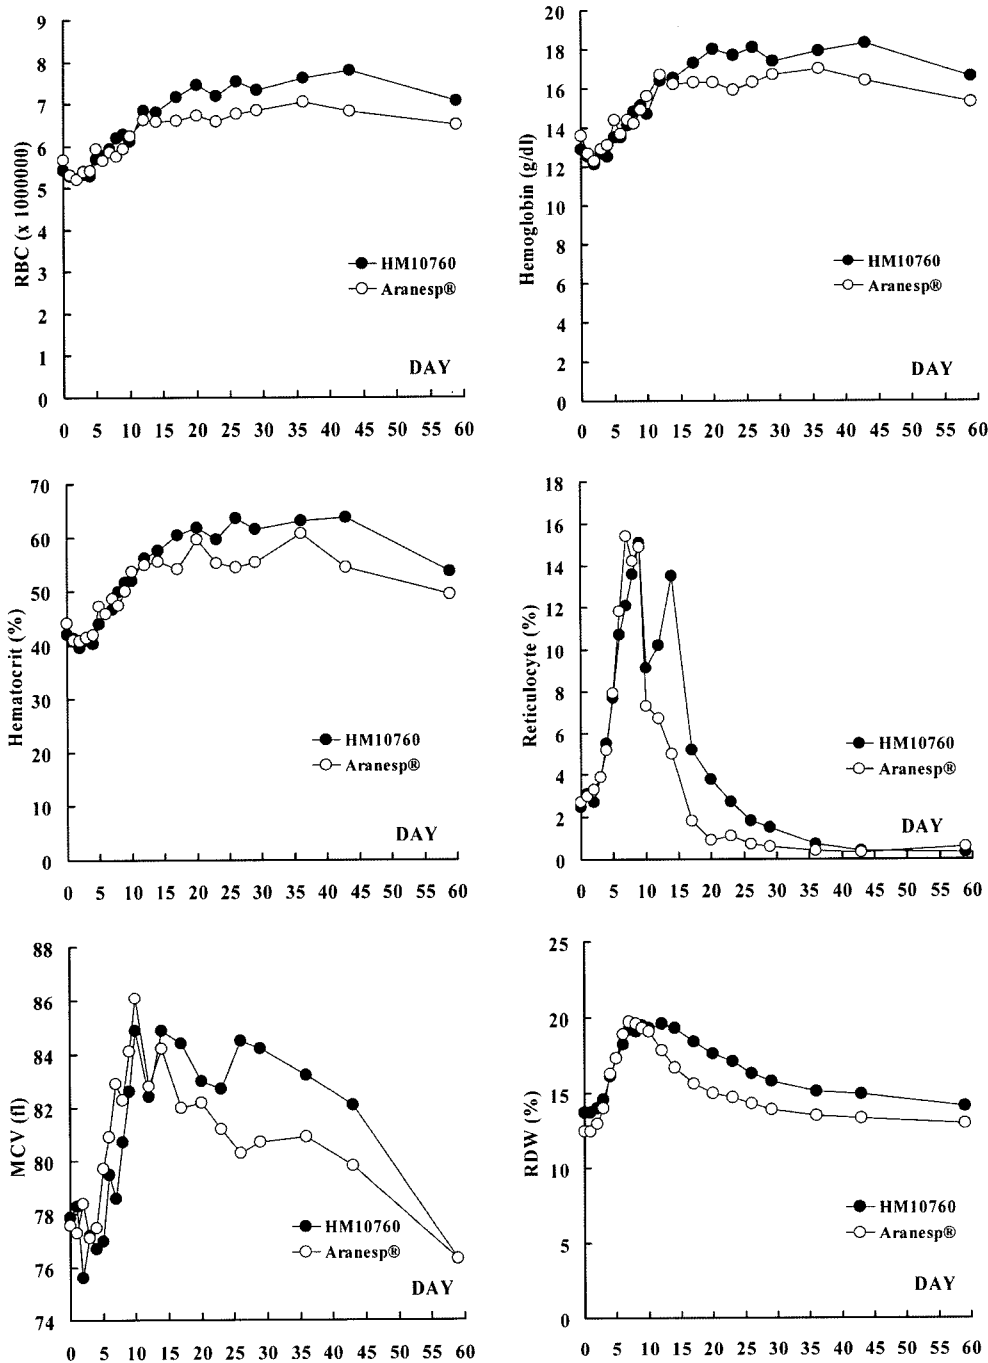 9
8
7
6
5
4
3
2
1
0
RBC (x 1000000)
HM10760
Aranesp®
DAY
0 5 10 15 20 25 30 35 40 45 50 55 60
20
18
16
14
12
10
8
6
4
2
0
Hemoglobin (g/dl)
HM10760
Aranesp®
DAY
0 5 10 15 20 25 30 35 40 45 50 55 60
70
60
50
40
30
20
10
0
Hematocrit (%)
HM10760
Aranesp®
DAY
0 5 10 15 20 25 30 35 40 45 50 55 60
18
16
14
12
10
8
6
4
2
0
Reticulocyte (%)
HM10760
Aranesp®
DAY
0 5 10 15 20 25 30 35 40 45 50 55 60
88
86
84
82
80
78
76
74
MCV (fl)
HM10760
Aranesp®
DAY
0 5 10 15 20 25 30 35 40 45 50 55 60
25
20
15
10
5
0
RDW (%)
HM10760
Aranesp®
DAY
0 5 10 15 20 25 30 35 40 45 50 55 60